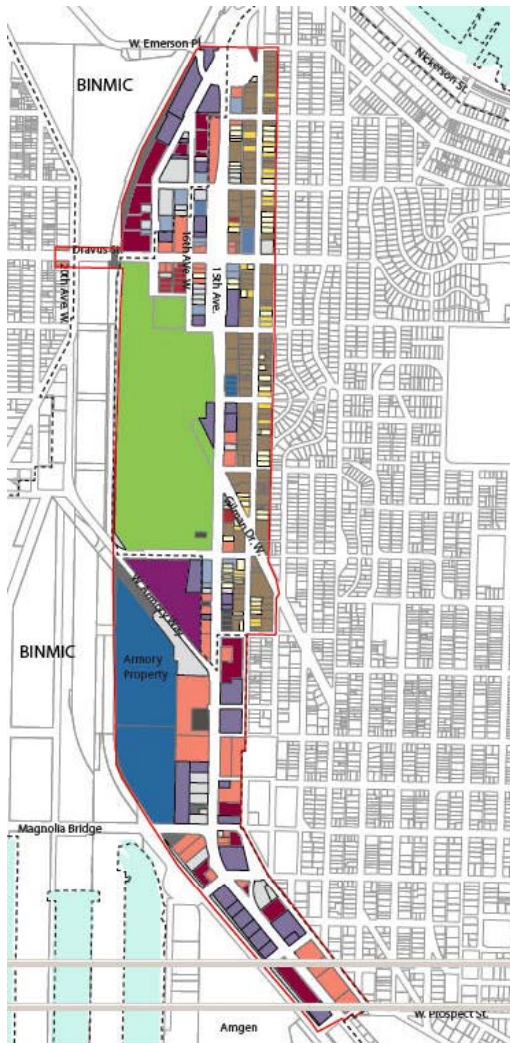 W. Emerson Pl.
BINMIC
Nickerson St.
Dravus St.
20th Ave. W.
16th Ave. W.
15th Ave.
Gilman Dr. W.
W. Armory Way
BINMIC
Armory
Property
Magnolia Bridge
W. Prospect St.
Amgen